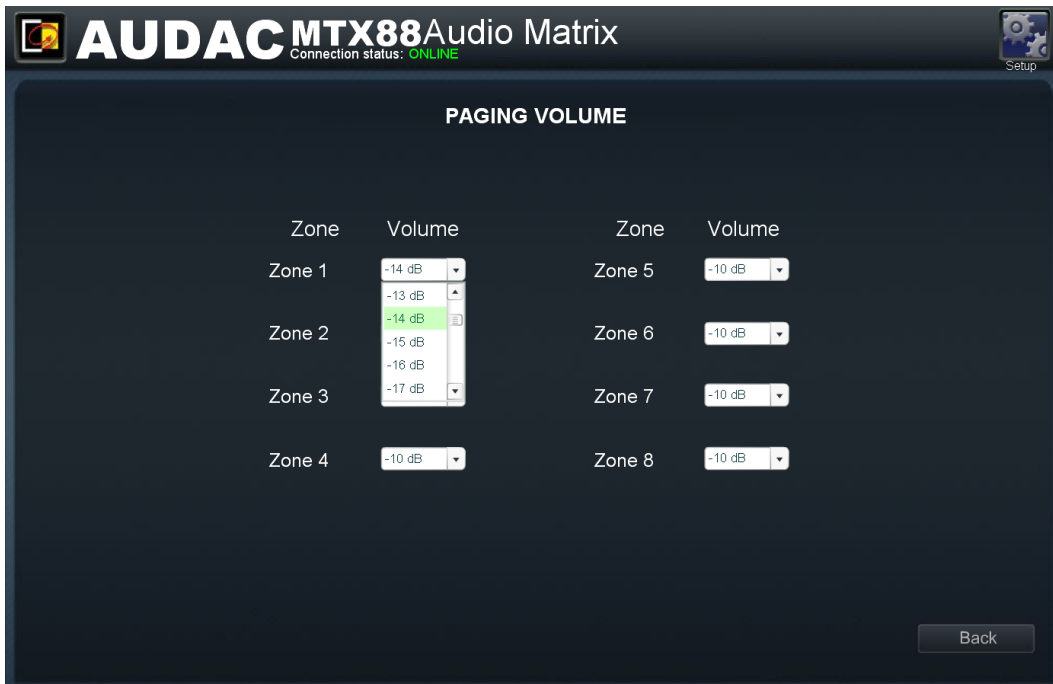 AUDAC MTX88 Audio Matrix
Connection status: ONLINE
Setup
PAGING VOLUME
Zone Volume Zone Volume
Zone 1 -14 dB Zone 5 -10 dB
-13 dB
-14 dB
Zone 2 Zone 6 -10 dB
-15 dB
-16 dB
-17 dB
Zone 3 Zone 7 -10 dB
Zone 4 -10 dB Zone 8 -10 dB
Back